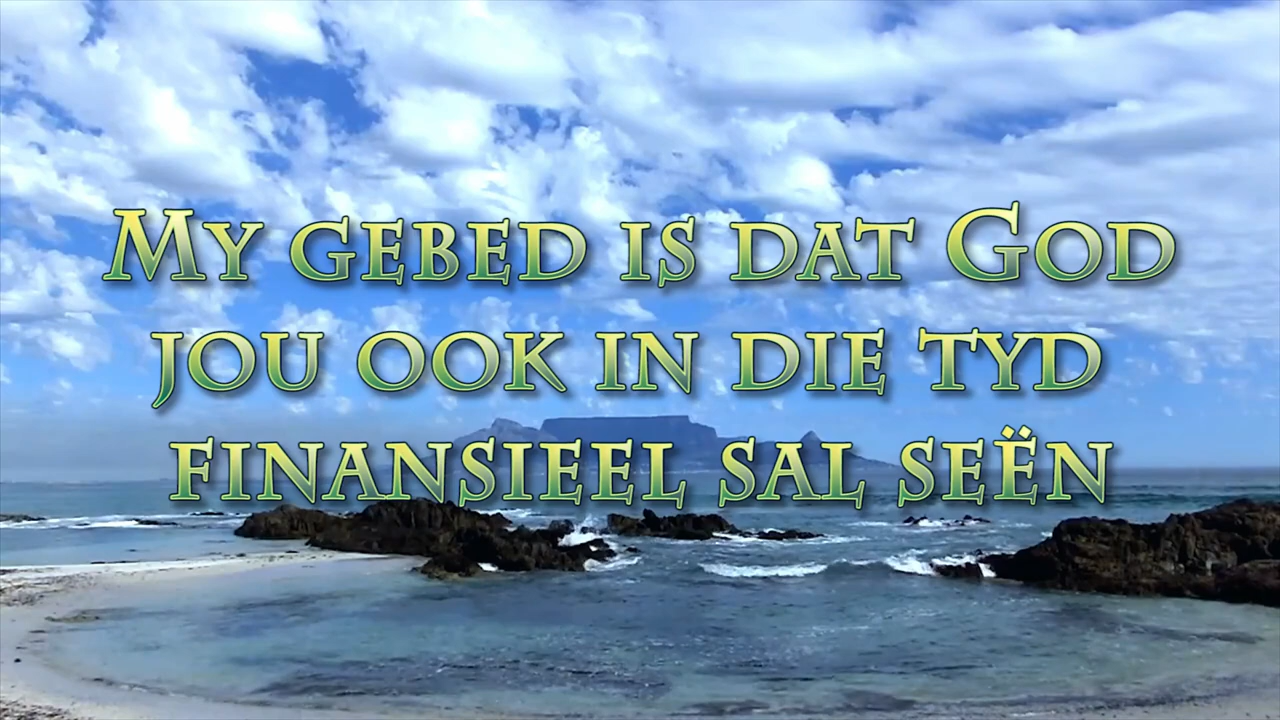 My gebed is dat God
jou ook in die tyd
finansieel sal seën